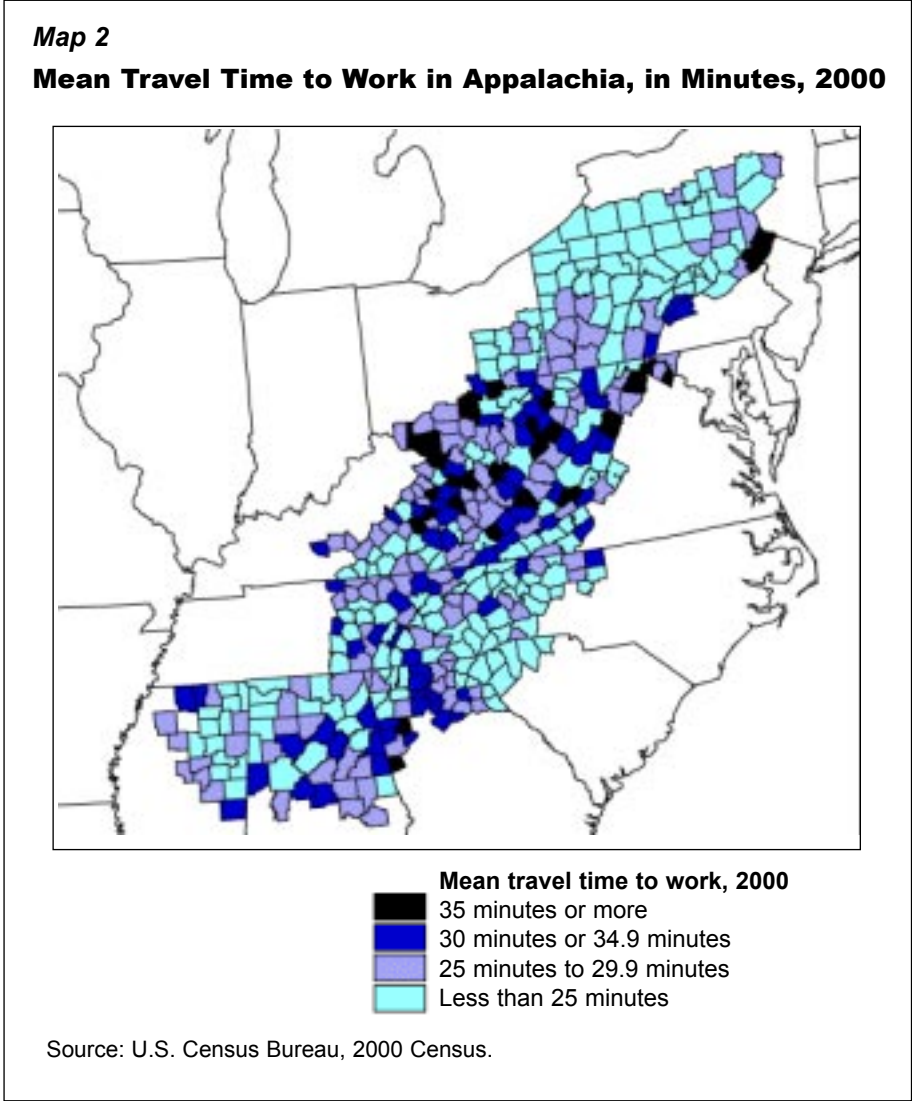 Map 2
Mean Travel Time to Work in Appalachia, in Minutes, 2000
Mean travel time to work, 2000
35 minutes or more
30 minutes or 34.9 minutes
25 minutes to 29.9 minutes
Less than 25 minutes
Source: U.S. Census Bureau, 2000 Census.